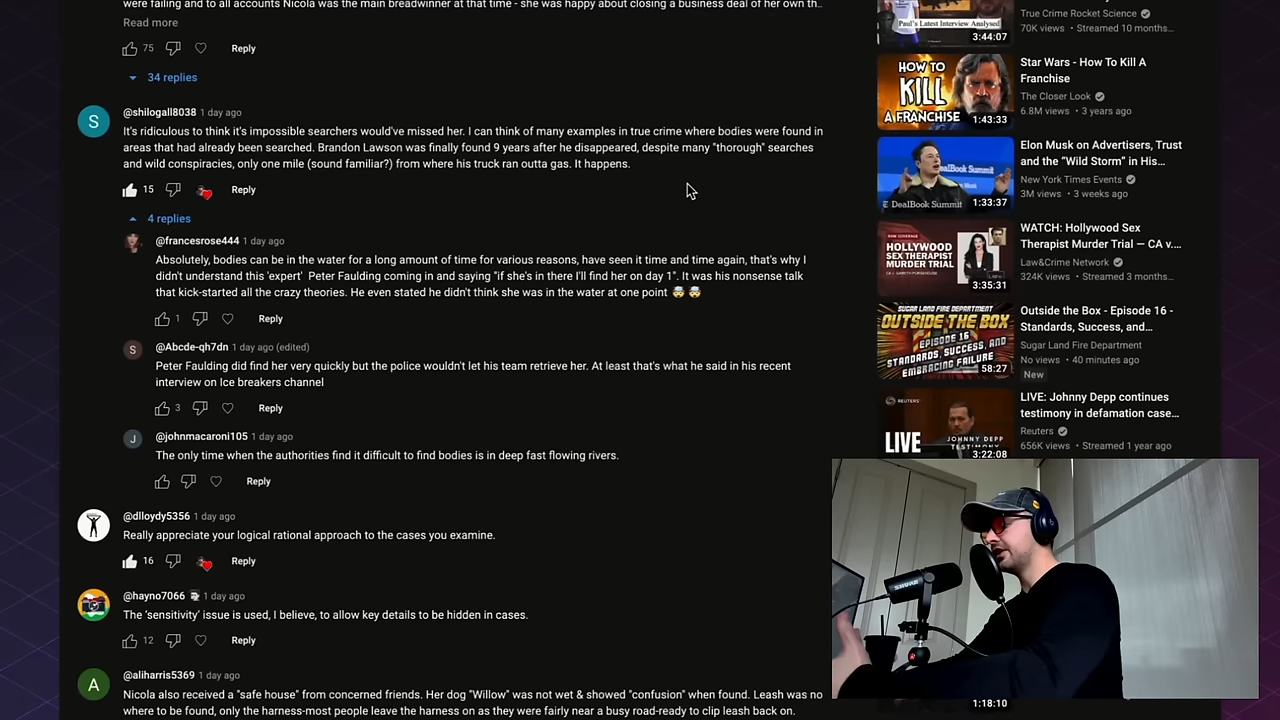 were failing and to all accounts Nicola was the main breadwinner at that time - she was happy about closing a business deal of her own th...
Read more
75
Reply
34 replies
@shilogall8038 1 day ago
It's ridiculous to think it's impossible searchers would've missed her. I can think of many examples in true crime where bodies were found in
areas that had already been searched. Brandon Lawson was finally found 9 years after he disappeared, despite many "thorough" searches
and wild conspiracies, only one mile (sound familiar?) from where his truck ran outta gas. It happens.
15
Reply
4 replies
@francesrose444 1 day ago
Absolutely, bodies can be in the water for a long amount of time for various reasons, have seen it time and time again, that's why I
didn't understand this 'expert' Peter Faulding coming in and saying "if she's in there I'll find her on day 1". It was his nonsense talk
that kick-started all the crazy theories. He even stated he didn't think she was in the water at one point 🤯 🤯
1
Reply
S
@Abcde-qh7dn 1 day ago (edited)
Peter Faulding did find her very quickly but the police wouldn't let his team retrieve her. At least that's what he said in his recent
interview on Ice breaker's channel
3
Reply
J
@johnmacaroni105 1 day ago
The only time when the authorities find it difficult to find bodies is in deep fast flowing rivers.
Reply
@dlloydy5356 1 day ago
Really appreciate your logical rational approach to the cases you examine.
16
Reply
@hayno7066 1 day ago
The ‘sensitivity’ issue is used, I believe, to allow key details to be hidden in cases.
12
Reply
A
@aliharris5369 1 day ago
Nicola also received a "safe house" from concerned friends. Her dog "Willow" was not wet & showed "confusion" when found. Leash was no
where to be found, only the harness-most people leave the harness on as they were fairly near a busy road-ready to clip leash back on.
Paul's Latest Interview Analysed
3:44:07
True Crime Rocket Science
70K views • Streamed 10 months...
HOW TO
KILL
A FRANCHISE
1:43:33
Star Wars - How To Kill A
Franchise
The Closer Look
6.8M views • 3 years ago
DealBook Summit
1:33:37
Elon Musk on Advertisers, Trust
and the “Wild Storm” in His...
New York Times Events
3M views • 3 weeks ago
HOLLYWOOD
SEX THERAPIST
MURDER TRIAL
3:35:31
WATCH: Hollywood Sex
Therapist Murder Trial — CA v....
Law&Crime Network
324K views • Streamed 3 months...
SUGAR LAND FIRE DEPARTMENT
OUTSIDE THE BOX
EPISODE 16
STANDARDS, SUCCESS, AND
EMBRACING FAILURE
58:27
Outside the Box - Episode 16 -
Standards, Success, and...
Sugar Land Fire Department
No views • 40 minutes ago
New
REUTERS
LIVE
JOHNNY DEPP
TESTIMONY
3:22:08
LIVE: Johnny Depp continues
testimony in defamation case...
Reuters
656K views • Streamed 1 year ago
SHURE
1:18:10